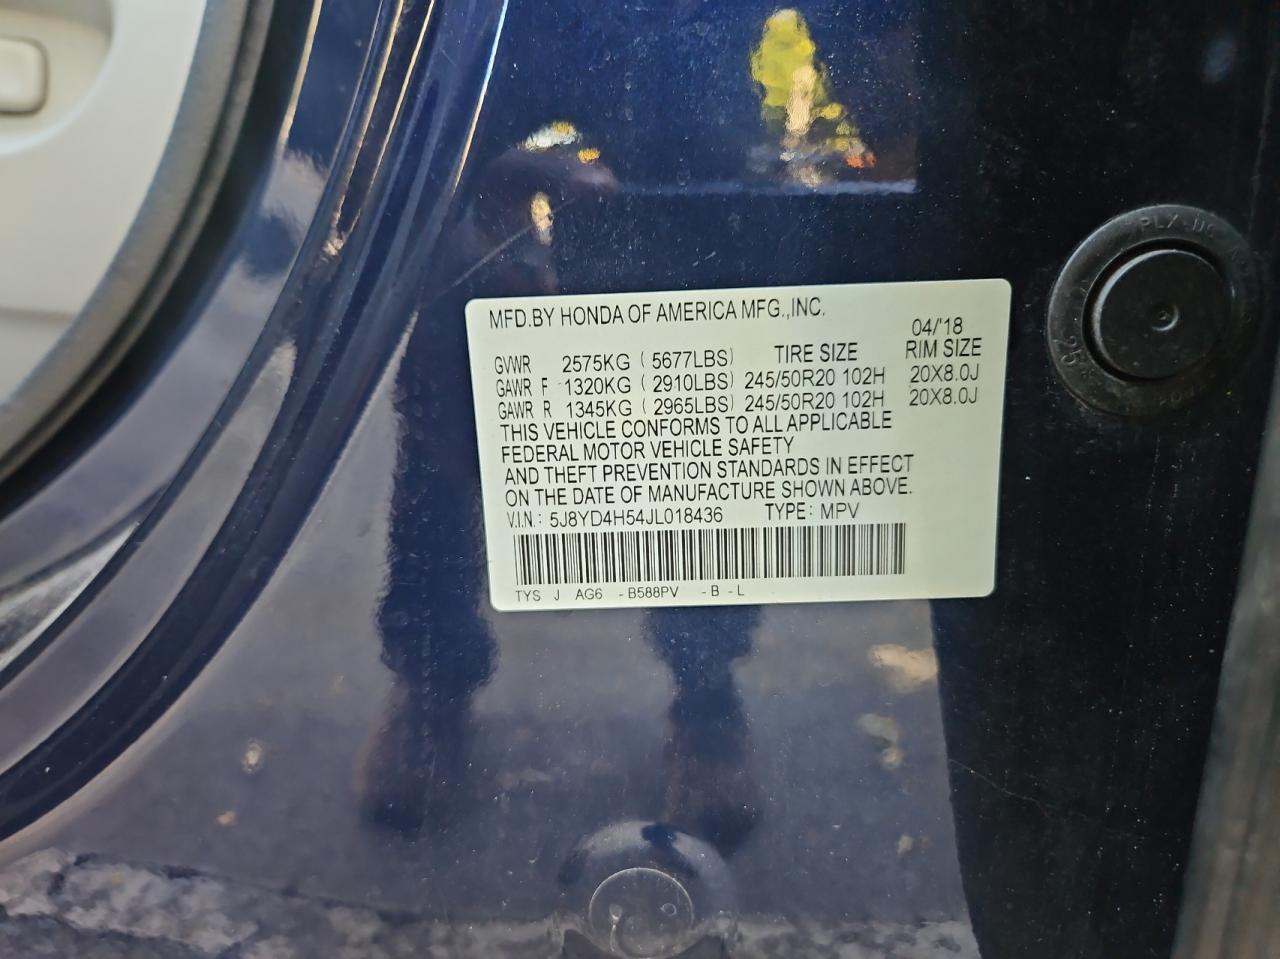 MFD.BY HONDA OF AMERICA MFG.,INC.
04/'18
GVWR 2575KG (5677LBS) TIRE SIZE RIM SIZE
GAWR F 1320KG (2910LBS) 245/50R20 102H 20X8.0J
GAWR R 1345KG (2965LBS) 245/50R20 102H 20X8.0J
THIS VEHICLE CONFORMS TO ALL APPLICABLE
FEDERAL MOTOR VEHICLE SAFETY
AND THEFT PREVENTION STANDARDS IN EFFECT
ON THE DATE OF MANUFACTURE SHOWN ABOVE.
V.I.N.: 5J8YD4H54JL018436 TYPE: MPV
TYS J AG6 -B588PV -B -L